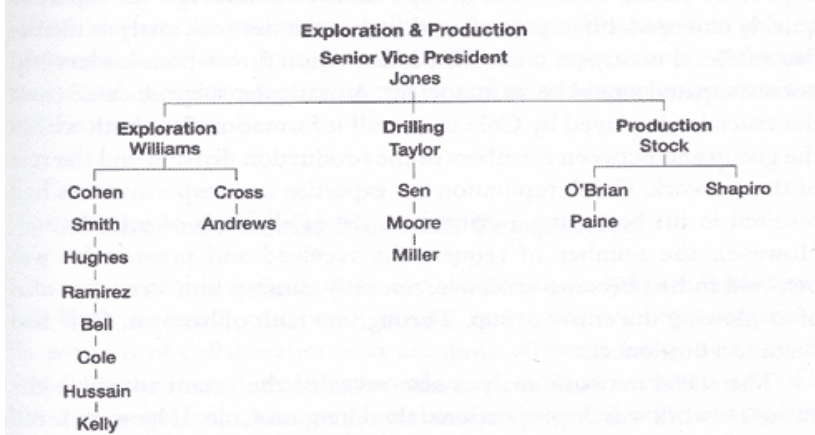 Exploration & Production
Senior Vice President
Jones
Exploration Drilling Production
Williams Taylor Stock
Cohen Cross Sen O'Brian Shapiro
Smith Andrews Moore Paine
Hughes Miller
Ramirez
Bell
Cole
Hussain
Kelly